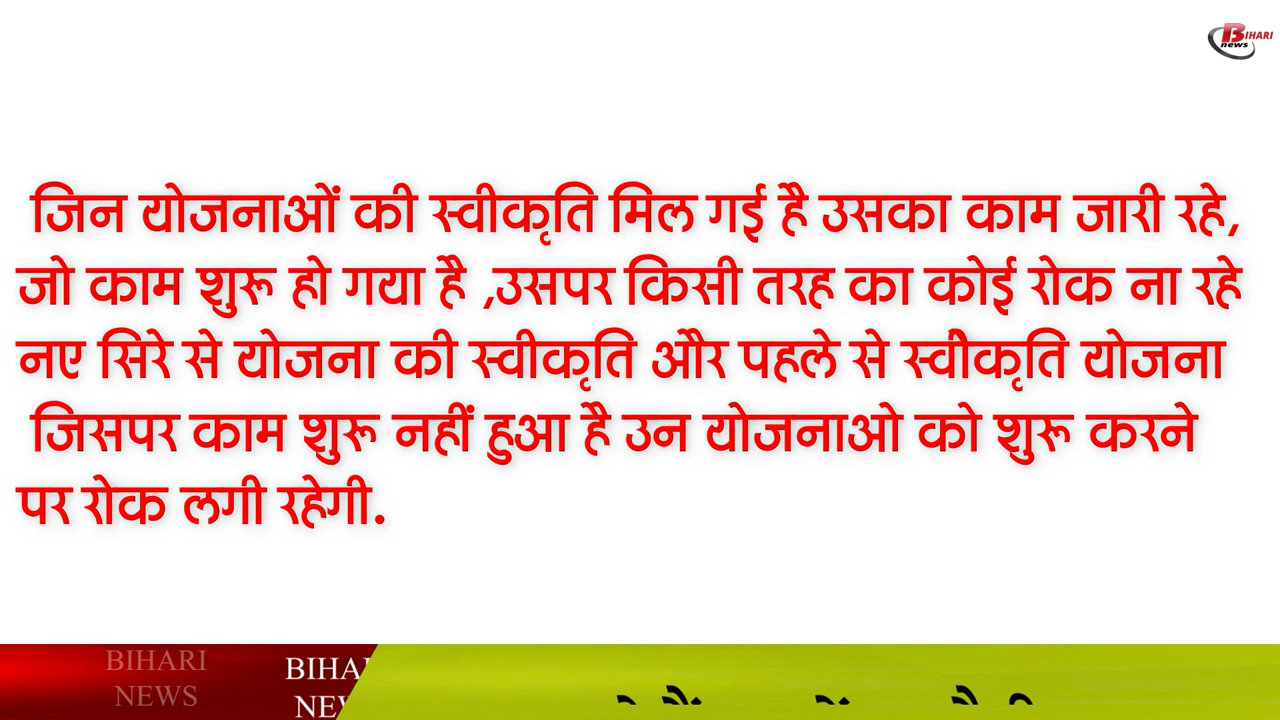 BIHARI
news
जिन योजनाओं की स्वीकृति मिल गई है उसका काम जारी रहे,
जो काम शुरू हो गया है ,उसपर किसी तरह का कोई रोक ना रहे
नए सिरे से योजना की स्वीकृति और पहले से स्वीकृति योजना
जिसपर काम शुरू नहीं हुआ है उन योजनाओ को शुरू करने
पर रोक लगी रहेगी.
BIHARI
NEWS